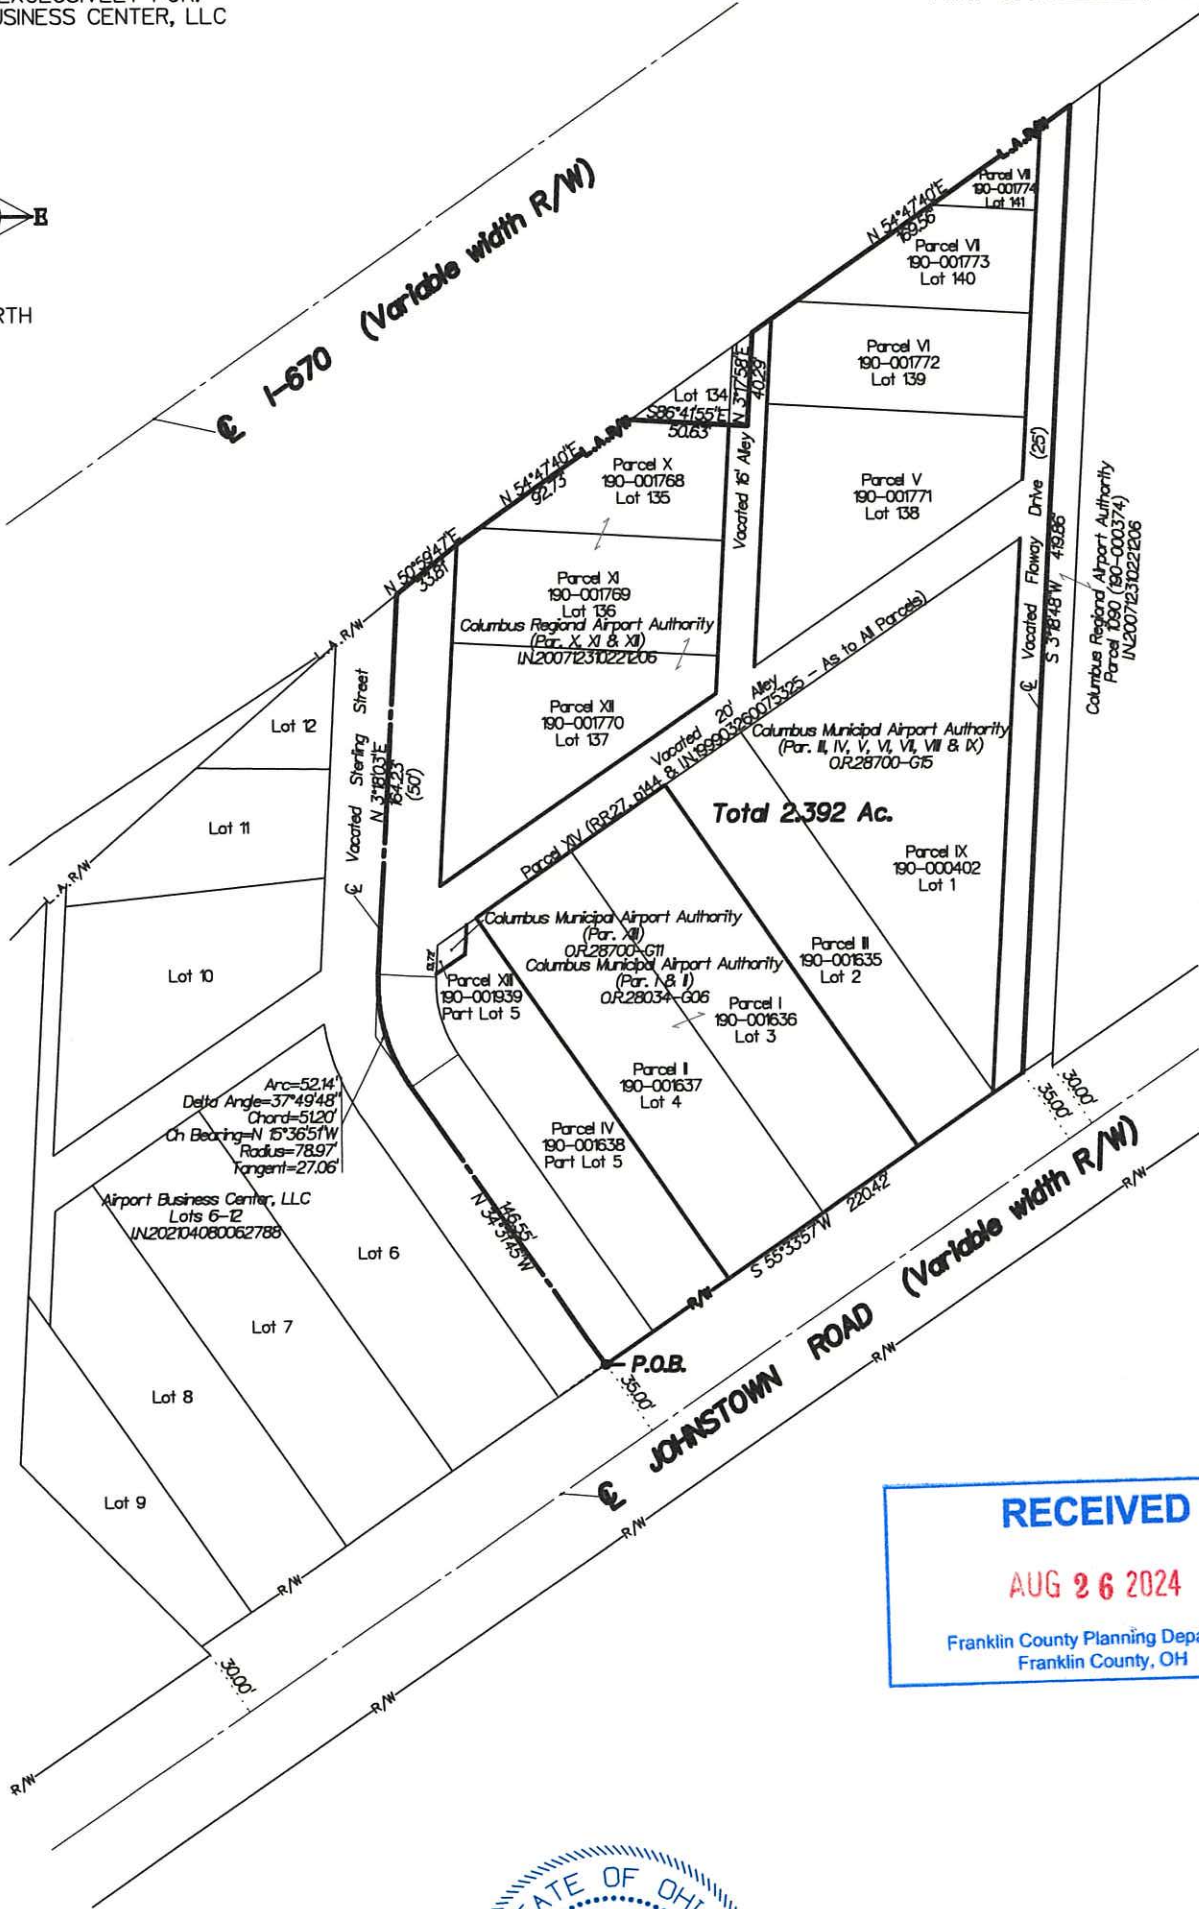 USINESS CENTER, LLC
E
RTH
℄ I-670 (Variable width R/W)
L.A.R/W
N 54°47'40"E
169.56'
Parcel VII
190-001774
Lot 141
Parcel VII
190-001773
Lot 140
Parcel VI
190-001772
Lot 139
Parcel V
190-001771
Lot 138
Lot 134
S86°41'55"E
50.63'
N 3°17'58"E
40.29'
Vacated 16' Alley
N 54°47'40"E
92.73'
L.A.R/W
Parcel X
190-001768
Lot 135
N 50°59'47"E
33.81'
Parcel XI
190-001769
Lot 136
Columbus Regional Airport Authority
(Par. X, XI & XII)
I.N.200712310221206
Parcel XII
190-001770
Lot 137
℄ Vacated Floway Drive (25')
S 3°18'48"W 419.86'
Columbus Regional Airport Authority
Parcel 1090 (190-000374)
I.N.200712310221206
L.A.R/W
℄ Vacated Sterling Street
N 3°18'03"E
164.23'
(50')
Lot 12
Lot 11
L.A.R/W
Lot 10
Vacated 20' Alley
Parcel XIV (RR27, p144 & I.N.199903260075325 - As to All Parcels)
Columbus Municipal Airport Authority
(Par. III, IV, V, VI, VII, VIII & IX)
O.R.28700-G15
Total 2.392 Ac.
Parcel IX
190-000402
Lot 1
Columbus Municipal Airport Authority
(Par. XIII)
O.R.28700-G11
Columbus Municipal Airport Authority
(Par. I & II)
O.R.28034-G06
Parcel III
190-001635
Lot 2
Parcel XIII
190-001939
Part Lot 5
Parcel I
190-001636
Lot 3
Parcel II
190-001637
Lot 4
Parcel IV
190-001638
Part Lot 5
Arc=52.14'
Delta Angle=37°49'48"
Chord=51.20'
Ch Bearing=N 15°36'51"W
Radius=78.97'
Tangent=27.06'
Airport Business Center, LLC
Lots 6-12
I.N.202104080062788
146.55'
N 34°31'45"W
Lot 6
Lot 7
Lot 8
Lot 9
30.00'
35.00'
S 55°33'57"W 220.42'
R/W
P.O.B.
35.00'
℄ JOHNSTOWN ROAD (Variable width R/W)
R/W
R/W
R/W
R/W
R/W
R/W
30.00'
RECEIVED
AUG 26 2024
Franklin County Planning Depa
Franklin County, OH
ATE OF OHI